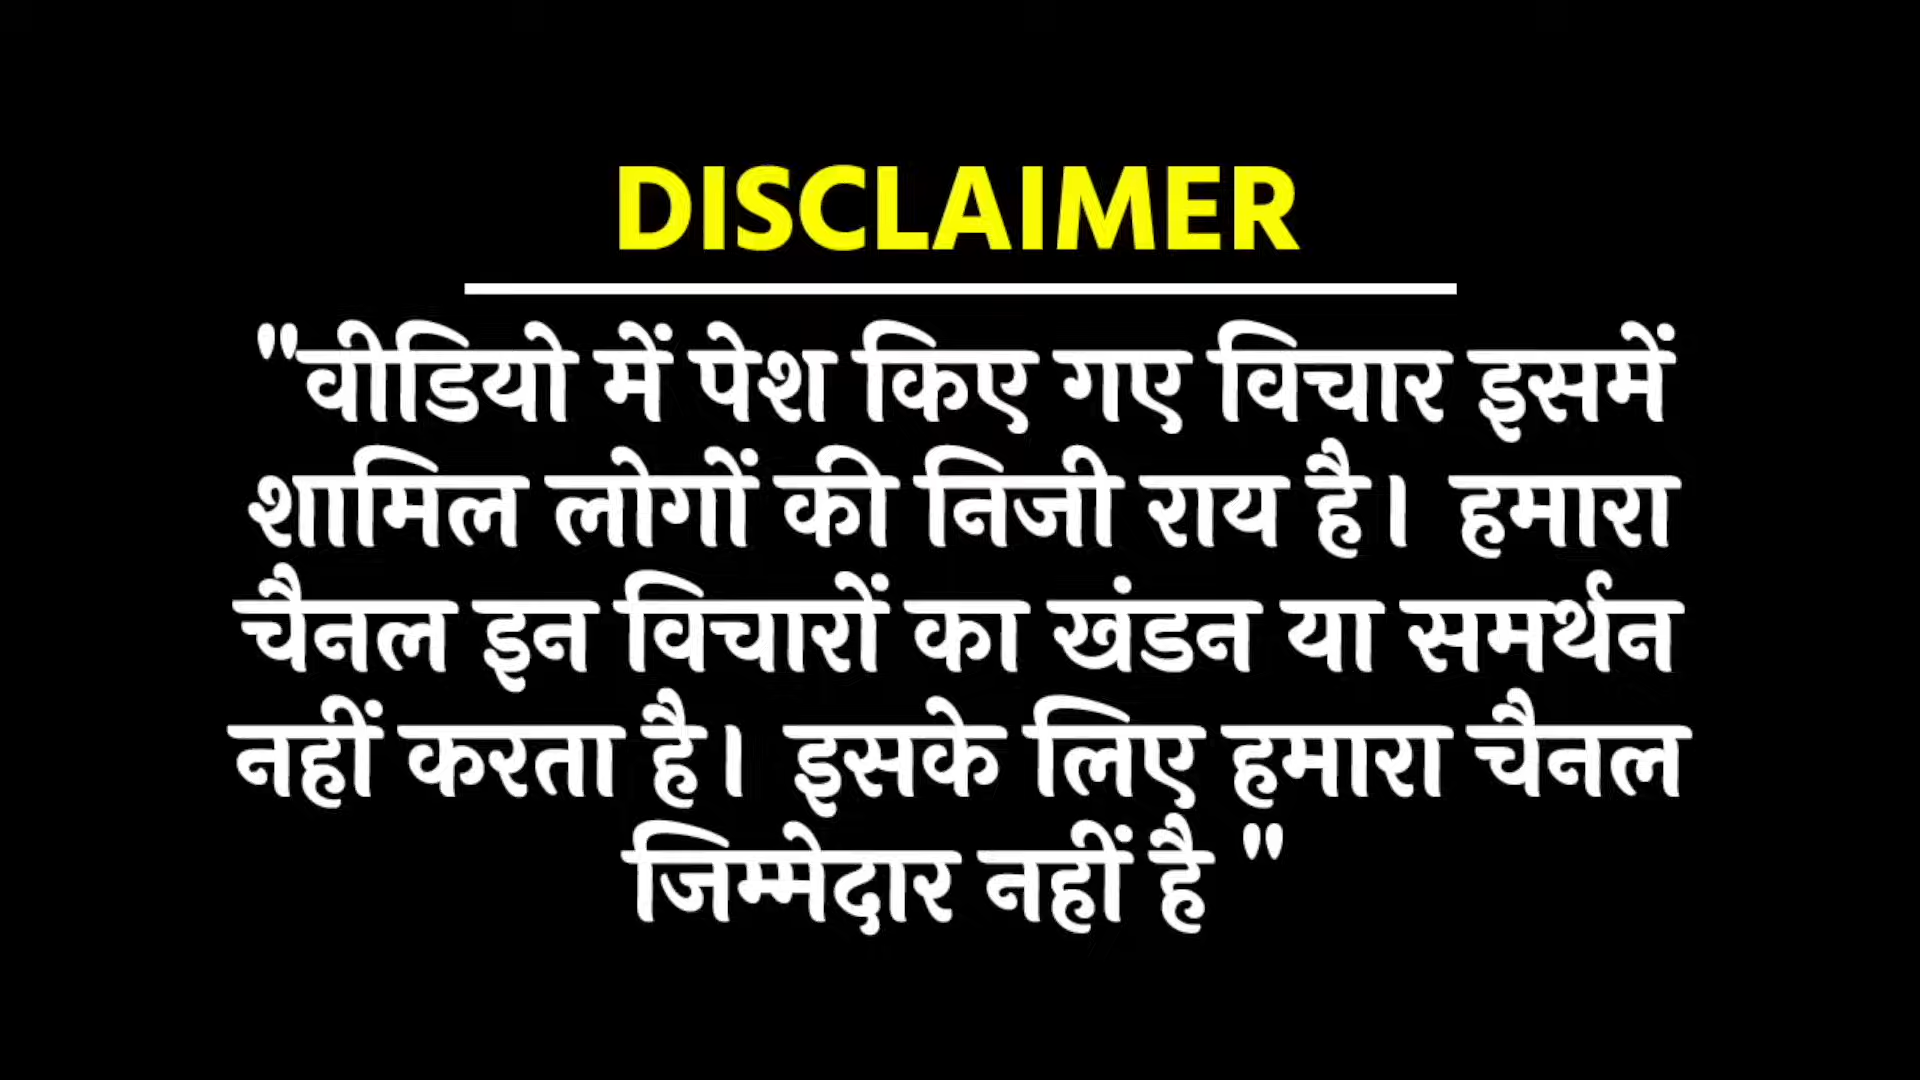 DISCLAIMER
"वीडियो में पेश किए गए विचार इसमें
शामिल लोगों की निजी राय है। हमारा
चैनल इन विचारों का खंडन या समर्थन
नहीं करता है। इसके लिए हमारा चैनल
जिम्मेदार नहीं है "